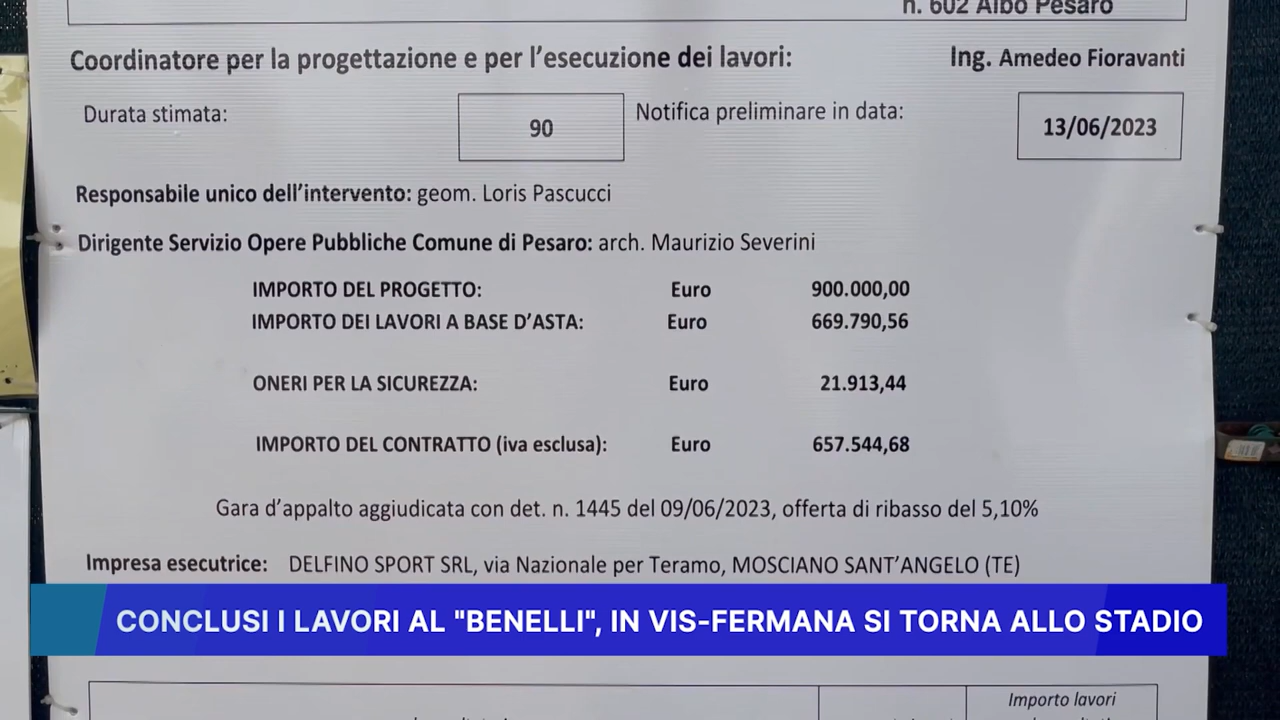 n. 602 Albo Pesaro
Coordinatore per la progettazione e per l'esecuzione dei lavori: Ing. Amedeo Fioravanti
Durata stimata: 90 Notifica preliminare in data: 13/06/2023
Responsabile unico dell'intervento: geom. Loris Pascucci
Dirigente Servizio Opere Pubbliche Comune di Pesaro: arch. Maurizio Severini
IMPORTO DEL PROGETTO: Euro 900.000,00
IMPORTO DEI LAVORI A BASE D'ASTA: Euro 669.790,56
ONERI PER LA SICUREZZA: Euro 21.913,44
IMPORTO DEL CONTRATTO (iva esclusa): Euro 657.544,68
Gara d'appalto aggiudicata con det. n. 1445 del 09/06/2023, offerta di ribasso del 5,10%
Impresa esecutrice: DELFINO SPORT SRL, via Nazionale per Teramo, MOSCIANO SANT'ANGELO (TE)
CONCLUSI I LAVORI AL "BENELLI", IN VIS-FERMANA SI TORNA ALLO STADIO
Importo lavori